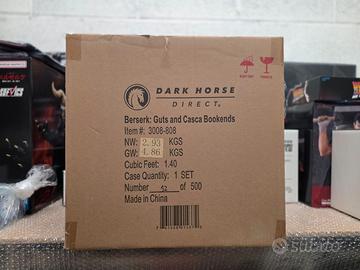 DARK HORSE
DIRECT®
Berserk: Guts and Casca Bookends
Item #: 3008-808
NW: 2.93 KGS
GW: 4.86 KGS
Cubic Feet: 1.40
Case Quantity: 1 SET
Number 52 of 500
Made in China
subito